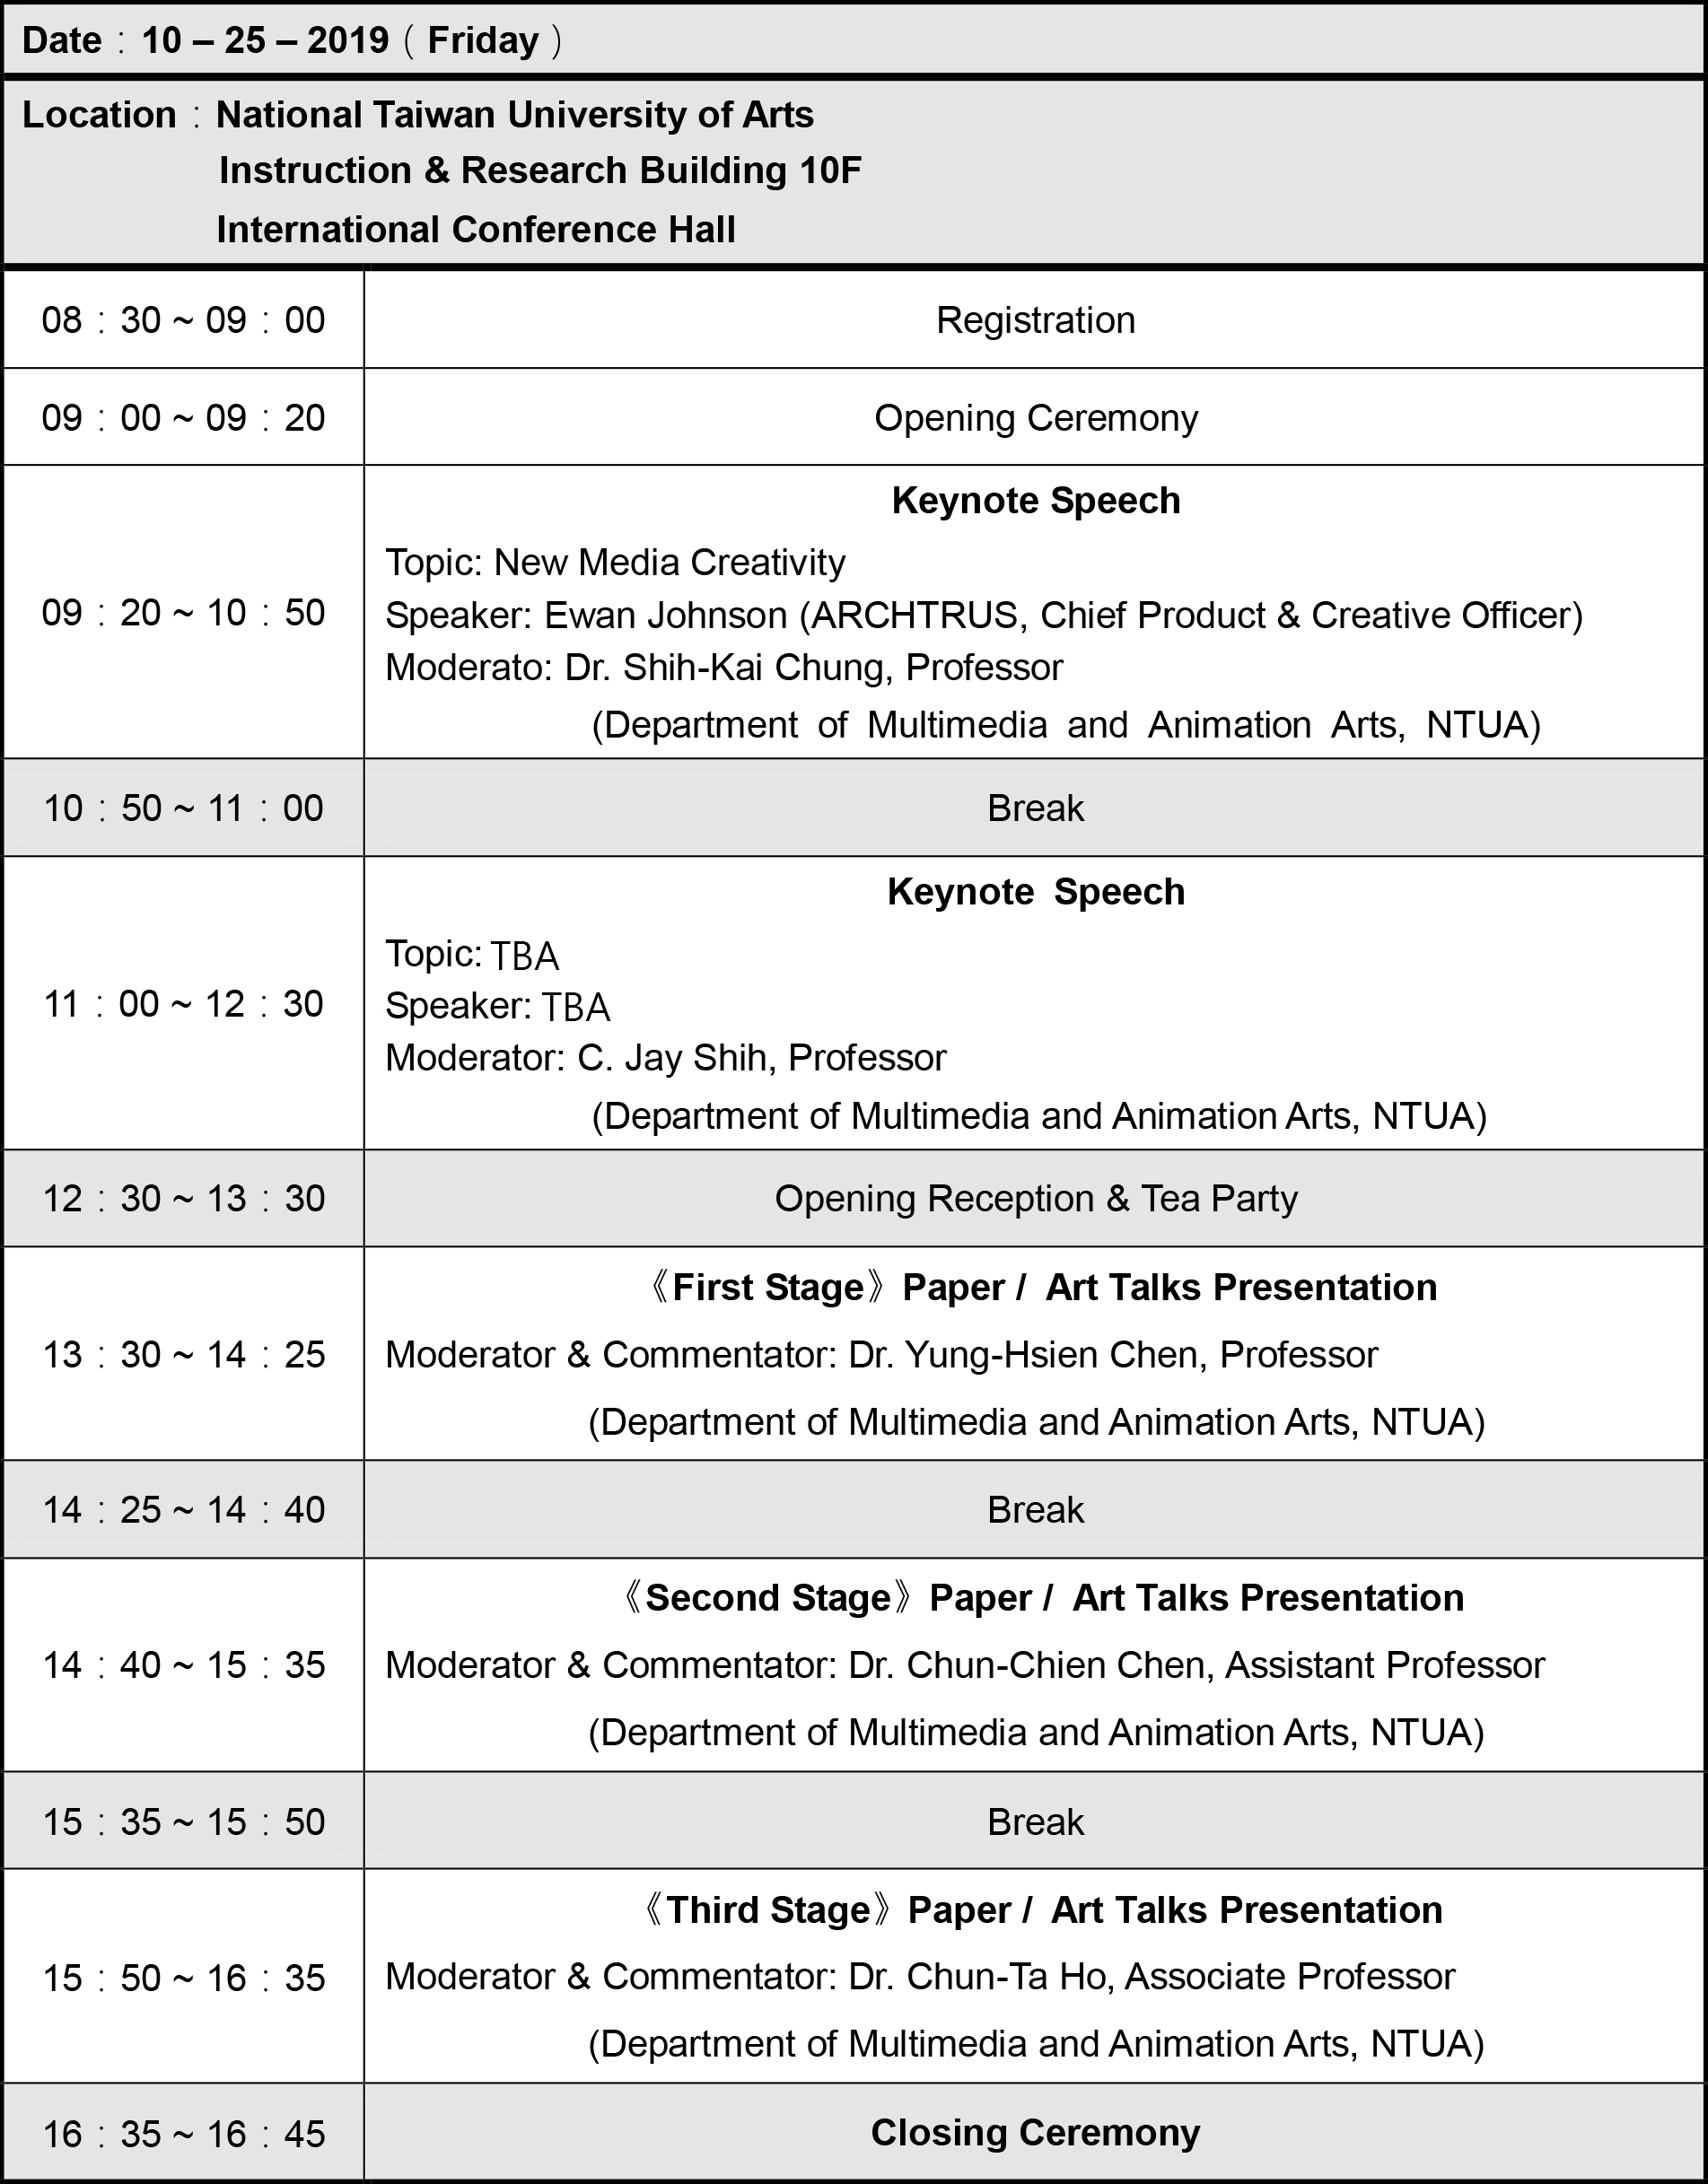 Date：10 – 25 – 2019（Friday）
Location：National Taiwan University of Arts
Instruction & Research Building 10F
International Conference Hall
08：30 ~ 09：00
Registration
09：00 ~ 09：20
Opening Ceremony
09：20 ~ 10：50
Keynote Speech
Topic: New Media Creativity
Speaker: Ewan Johnson (ARCHTRUS, Chief Product & Creative Officer)
Moderato: Dr. Shih-Kai Chung, Professor
(Department of Multimedia and Animation Arts, NTUA)
10：50 ~ 11：00
Break
11：00 ~ 12：30
Keynote Speech
Topic: TBA
Speaker: TBA
Moderator: C. Jay Shih, Professor
(Department of Multimedia and Animation Arts, NTUA)
12：30 ~ 13：30
Opening Reception & Tea Party
13：30 ~ 14：25
《First Stage》Paper / Art Talks Presentation
Moderator & Commentator: Dr. Yung-Hsien Chen, Professor
(Department of Multimedia and Animation Arts, NTUA)
14：25 ~ 14：40
Break
14：40 ~ 15：35
《Second Stage》Paper / Art Talks Presentation
Moderator & Commentator: Dr. Chun-Chien Chen, Assistant Professor
(Department of Multimedia and Animation Arts, NTUA)
15：35 ~ 15：50
Break
15：50 ~ 16：35
《Third Stage》Paper / Art Talks Presentation
Moderator & Commentator: Dr. Chun-Ta Ho, Associate Professor
(Department of Multimedia and Animation Arts, NTUA)
16：35 ~ 16：45
Closing Ceremony